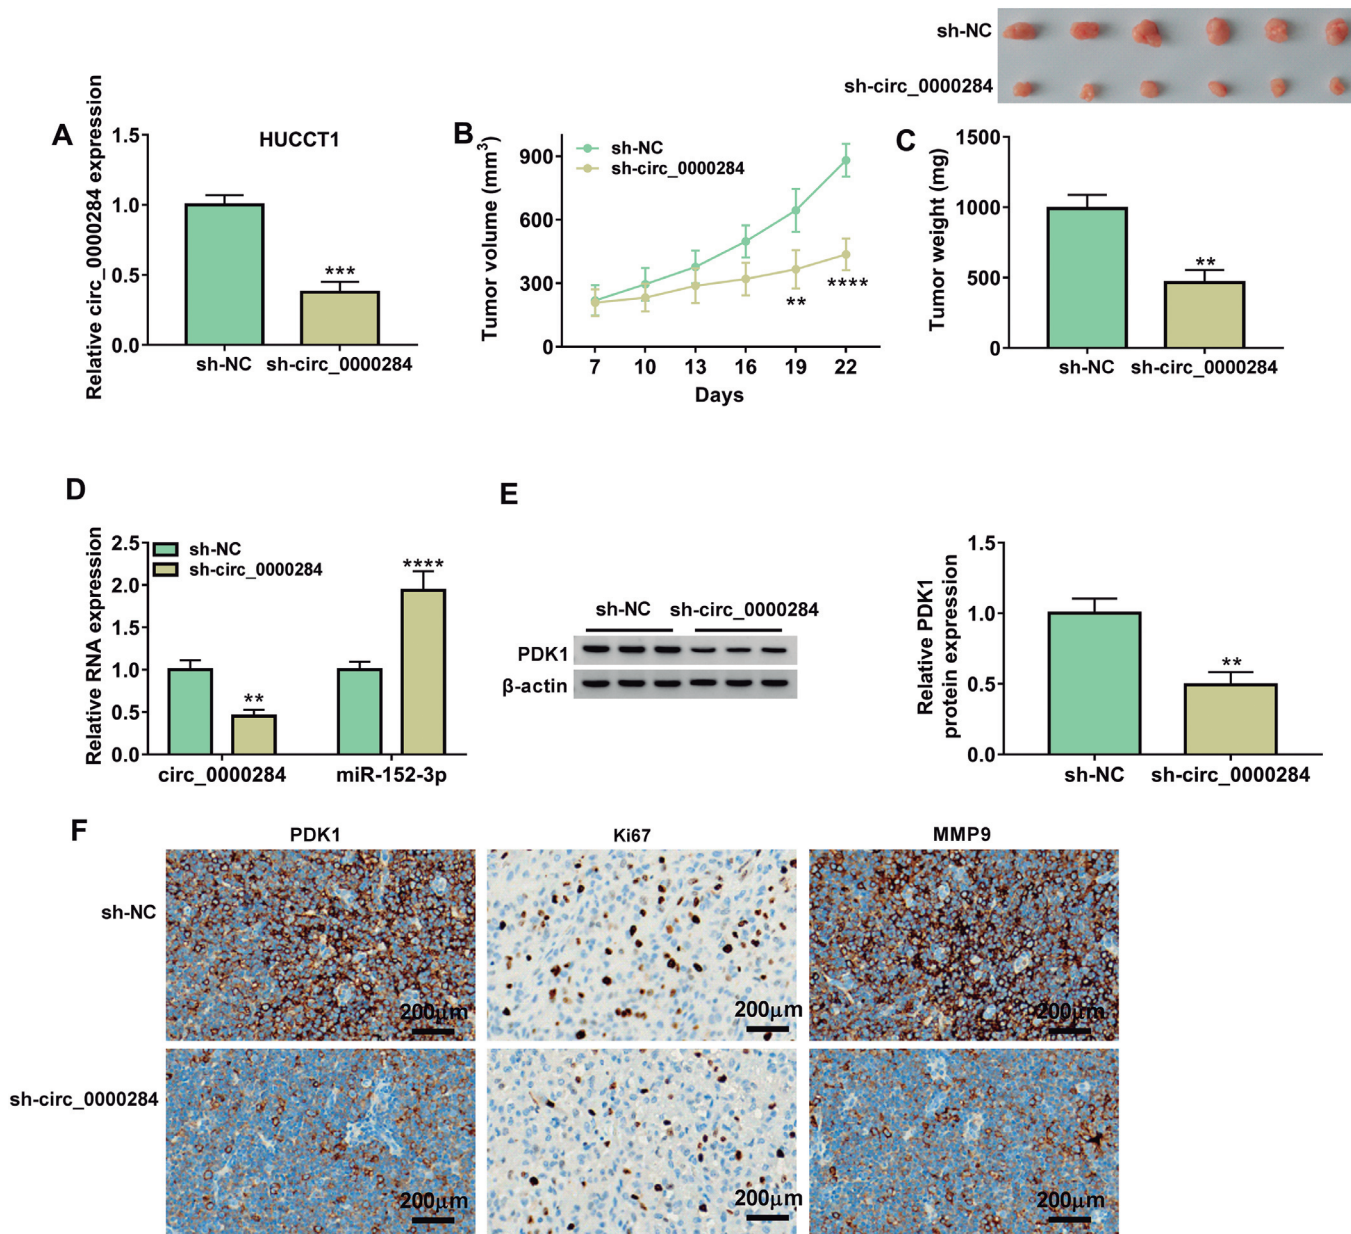 sh-NC
sh-circ_0000284
A
Relative circ_0000284 expression
HUCCT1
1.5
1.0
0.5
0.0
***
sh-NC sh-circ_0000284
B
Tumor volume (mm³)
sh-NC
sh-circ_0000284
900
600
300
0
** ****
7 10 13 16 19 22
Days
C
Tumor weight (mg)
1500
1000
500
0
**
sh-NC sh-circ_0000284
D
Relative RNA expression
sh-NC
sh-circ_0000284
2.5
2.0
1.5
1.0
0.5
0.0
**
****
circ_0000284 miR-152-3p
E
sh-NC sh-circ_0000284
PDK1
β-actin
Relative PDK1
protein expression
1.5
1.0
0.5
0.0
**
sh-NC sh-circ_0000284
F
PDK1 Ki67 MMP9
sh-NC
200μm 200μm 200μm
sh-circ_0000284
200μm 200μm 200μm